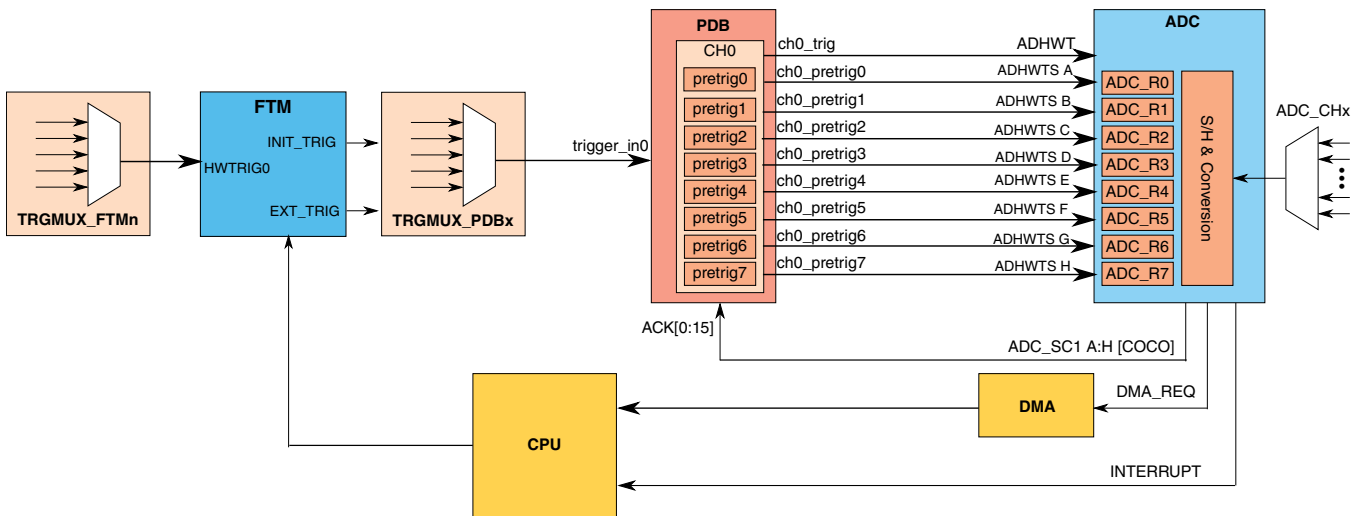 TRGMUX_FTMn
FTM
INIT_TRIG
HWTRIG0
EXT_TRIG
TRGMUX_PDBx
trigger_in0
PDB
CH0
pretrig0
pretrig1
pretrig2
pretrig3
pretrig4
pretrig5
pretrig6
pretrig7
ch0_trig
ADHWT
ch0_pretrig0
ADHWTS A
ch0_pretrig1
ADHWTS B
ch0_pretrig2
ADHWTS C
ch0_pretrig3
ADHWTS D
ch0_pretrig4
ADHWTS E
ch0_pretrig5
ADHWTS F
ch0_pretrig6
ADHWTS G
ch0_pretrig7
ADHWTS H
ADC
ADC_R0
ADC_R1
ADC_R2
ADC_R3
ADC_R4
ADC_R5
ADC_R6
ADC_R7
S/H & Conversion
ADC_CHx
ACK[0:15]
ADC_SC1 A:H [COCO]
DMA_REQ
DMA
CPU
INTERRUPT